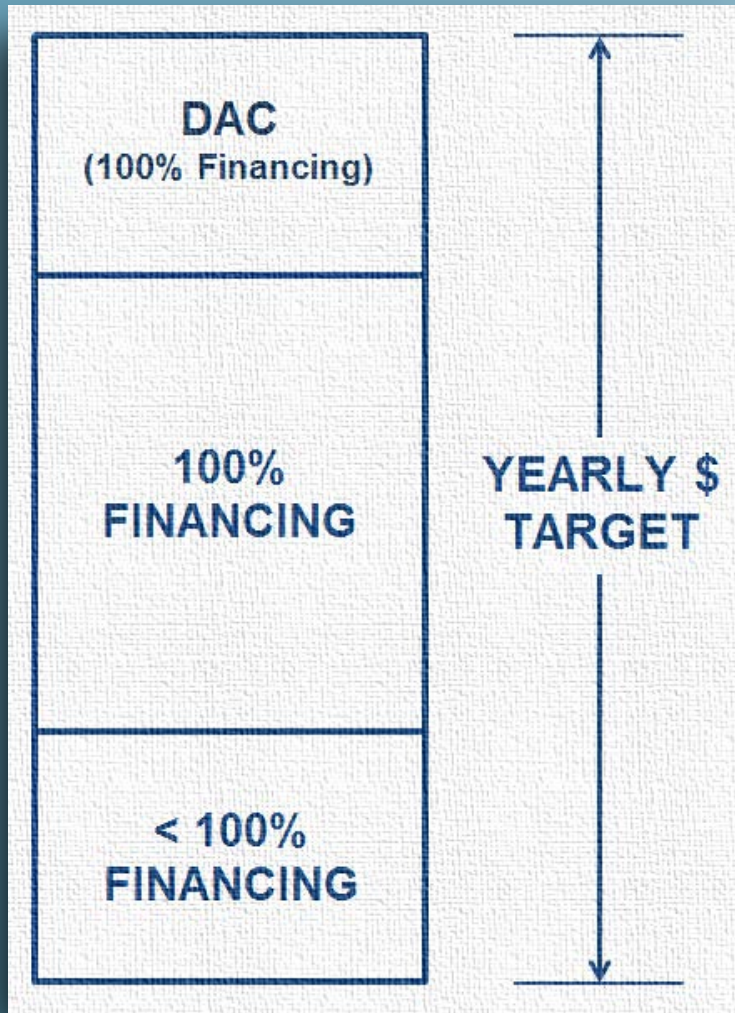 DAC
(100% Financing)
100%
FINANCING
< 100%
FINANCING
YEARLY $
TARGET